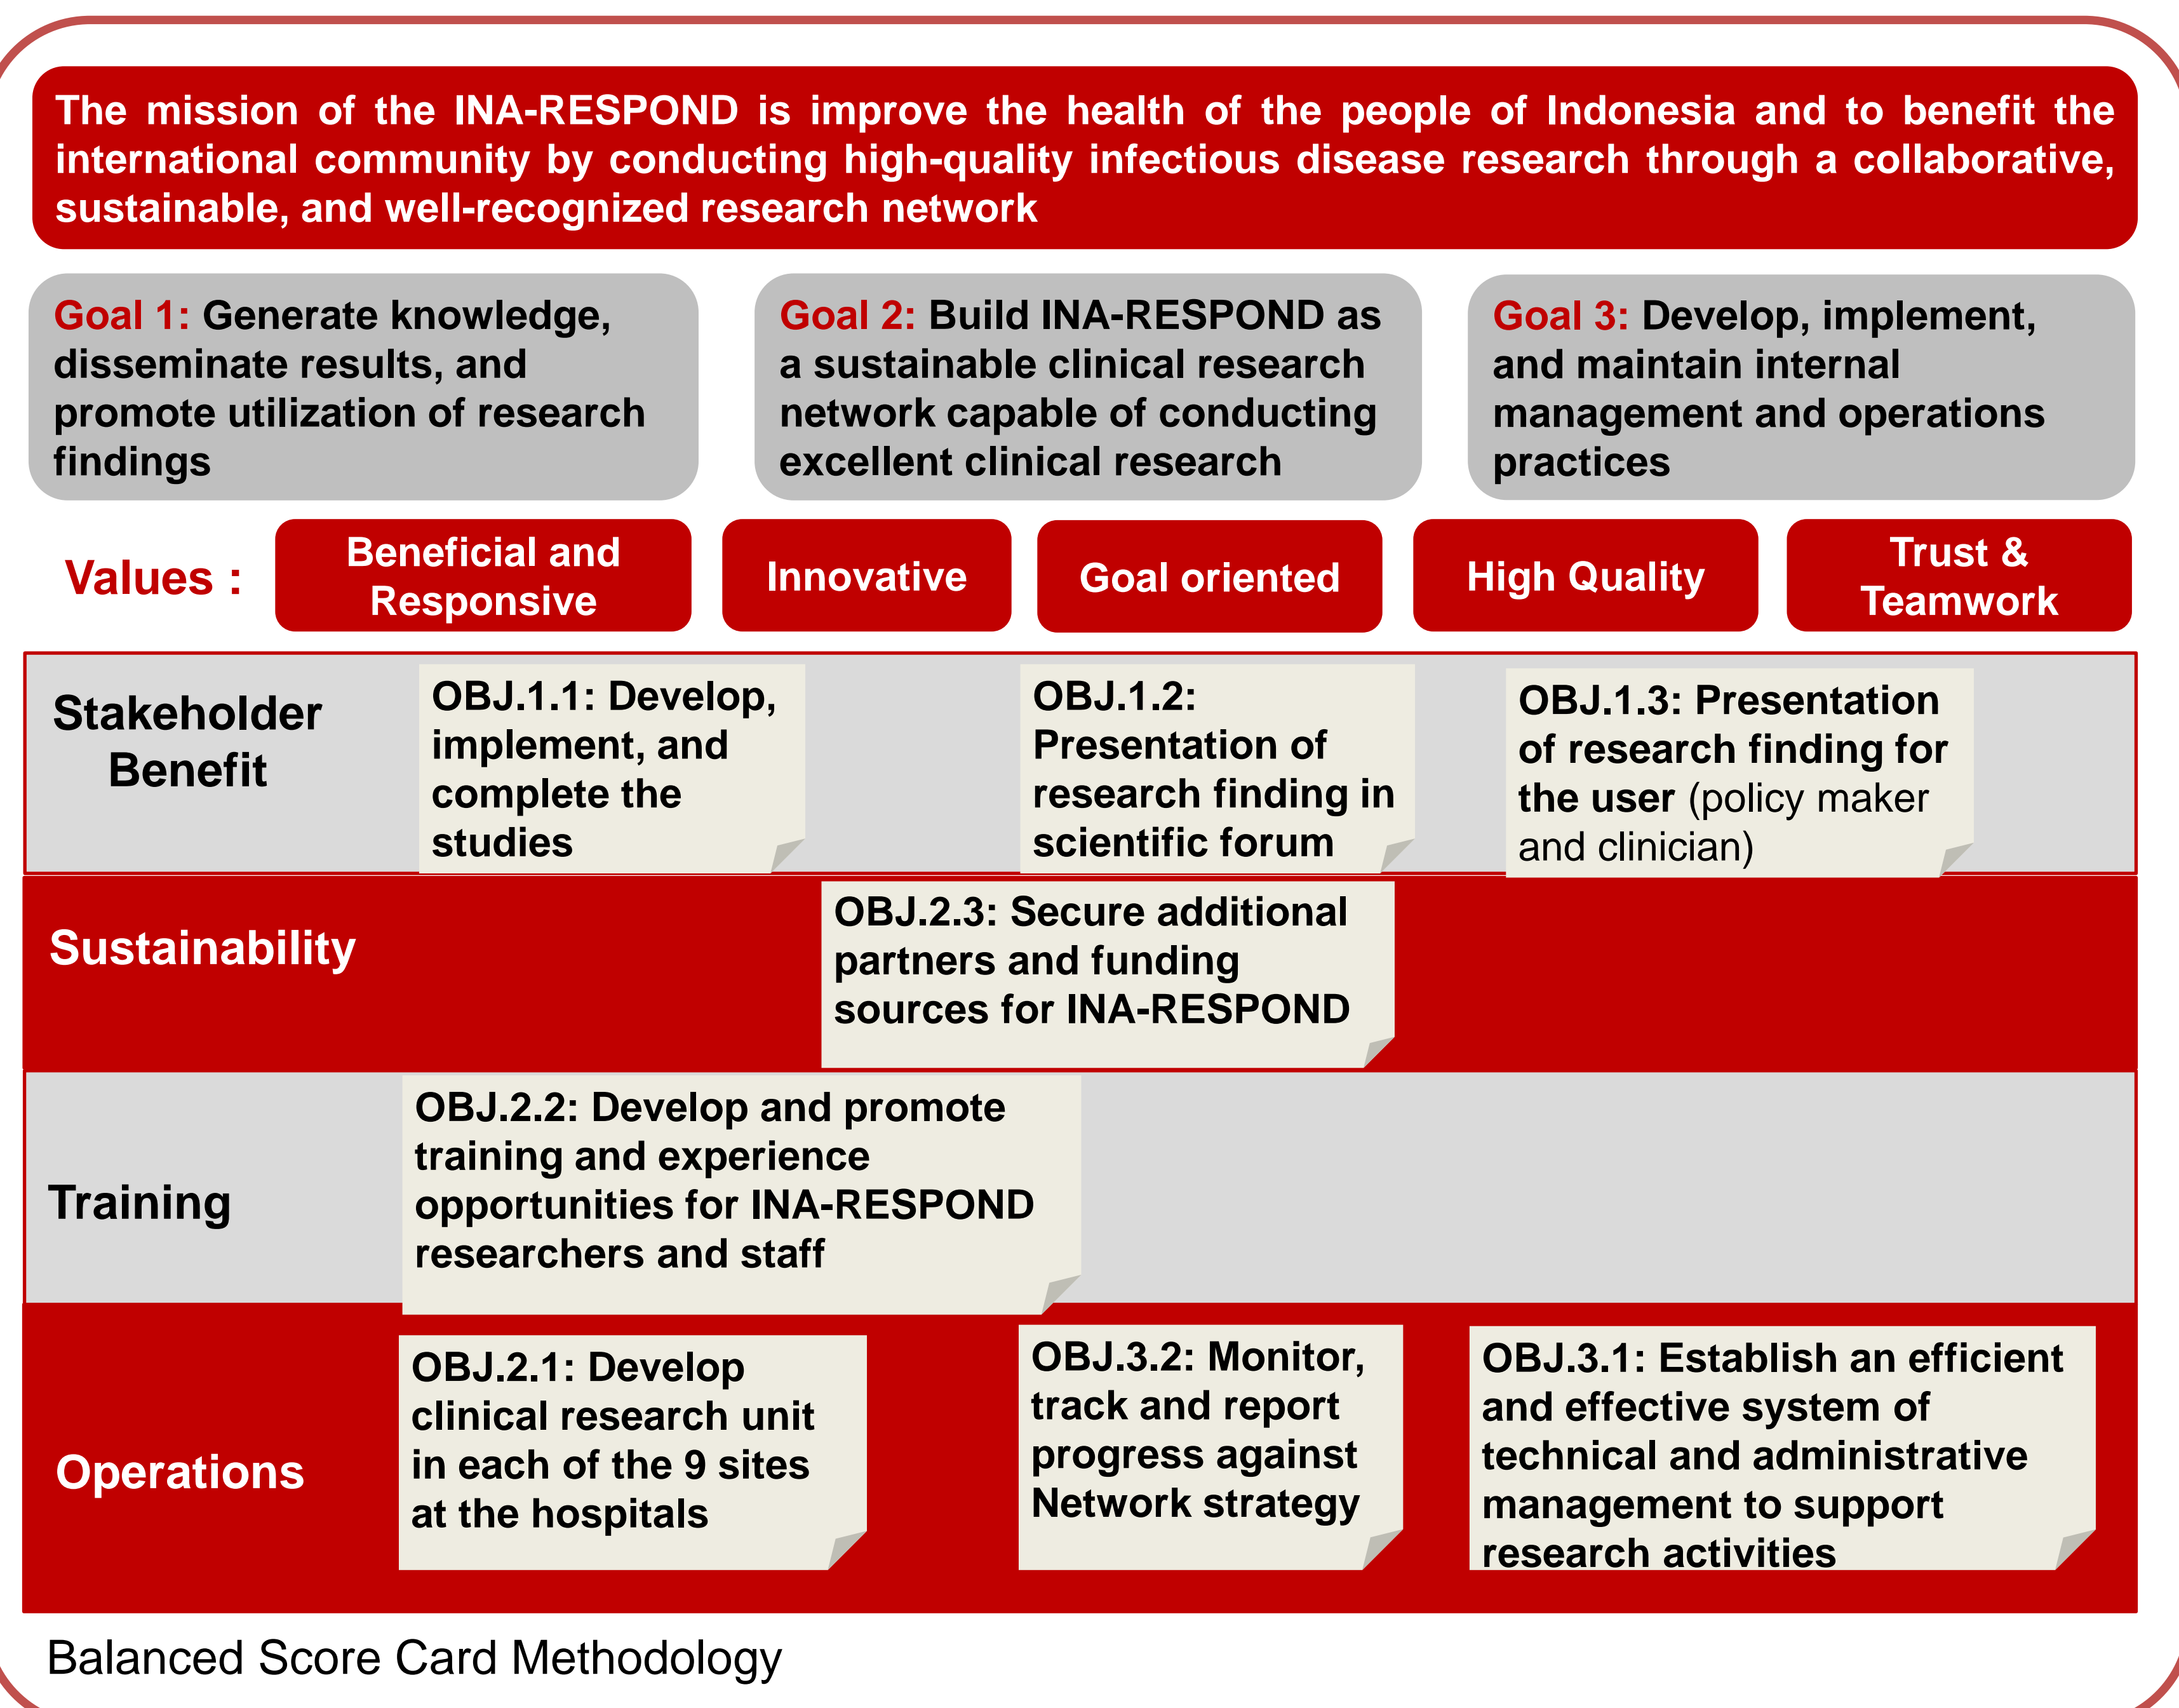 The mission of the INA-RESPOND is improve the health of the people of Indonesia and to benefit the
international community by conducting high-quality infectious disease research through a collaborative,
sustainable, and well-recognized research network
Goal 1: Generate knowledge,
disseminate results, and
promote utilization of research
findings
Goal 2: Build INA-RESPOND as
a sustainable clinical research
network capable of conducting
excellent clinical research
Goal 3: Develop, implement,
and maintain internal
management and operations
practices
Values :
Beneficial and
Responsive
Innovative
Goal oriented
High Quality
Trust &
Teamwork
Stakeholder
Benefit
OBJ.1.1: Develop,
implement, and
complete the
studies
OBJ.1.2:
Presentation of
research finding in
scientific forum
OBJ.1.3: Presentation
of research finding for
the user (policy maker
and clinician)
Sustainability
OBJ.2.3: Secure additional
partners and funding
sources for INA-RESPOND
Training
OBJ.2.2: Develop and promote
training and experience
opportunities for INA-RESPOND
researchers and staff
Operations
OBJ.2.1: Develop
clinical research unit
in each of the 9 sites
at the hospitals
OBJ.3.2: Monitor,
track and report
progress against
Network strategy
OBJ.3.1: Establish an efficient
and effective system of
technical and administrative
management to support
research activities
Balanced Score Card Methodology